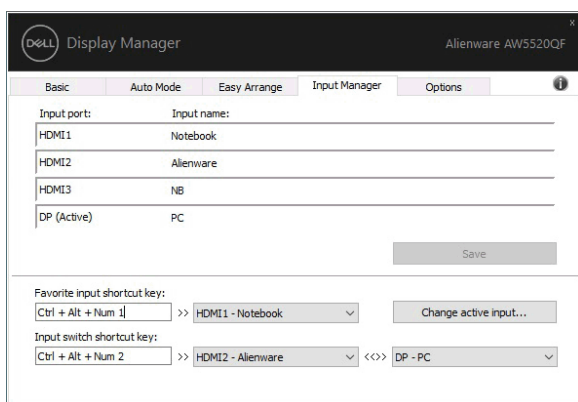 x
DELL Display Manager Alienware AW5520QF
Basic Auto Mode Easy Arrange Input Manager Options i
Input port: Input name:
HDMI1 Notebook
HDMI2 Alienware
HDMI3 NB
DP (Active) PC
Save
Favorite input shortcut key:
Ctrl + Alt + Num 1 >> HDMI1 - Notebook Change active input...
Input switch shortcut key:
Ctrl + Alt + Num 2 >> HDMI2 - Alienware <<>> DP - PC